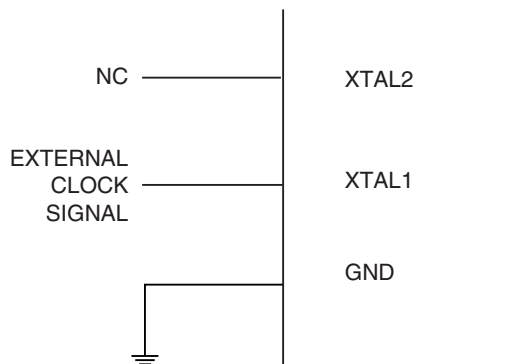 NC
XTAL2
EXTERNAL
CLOCK
SIGNAL
XTAL1
GND